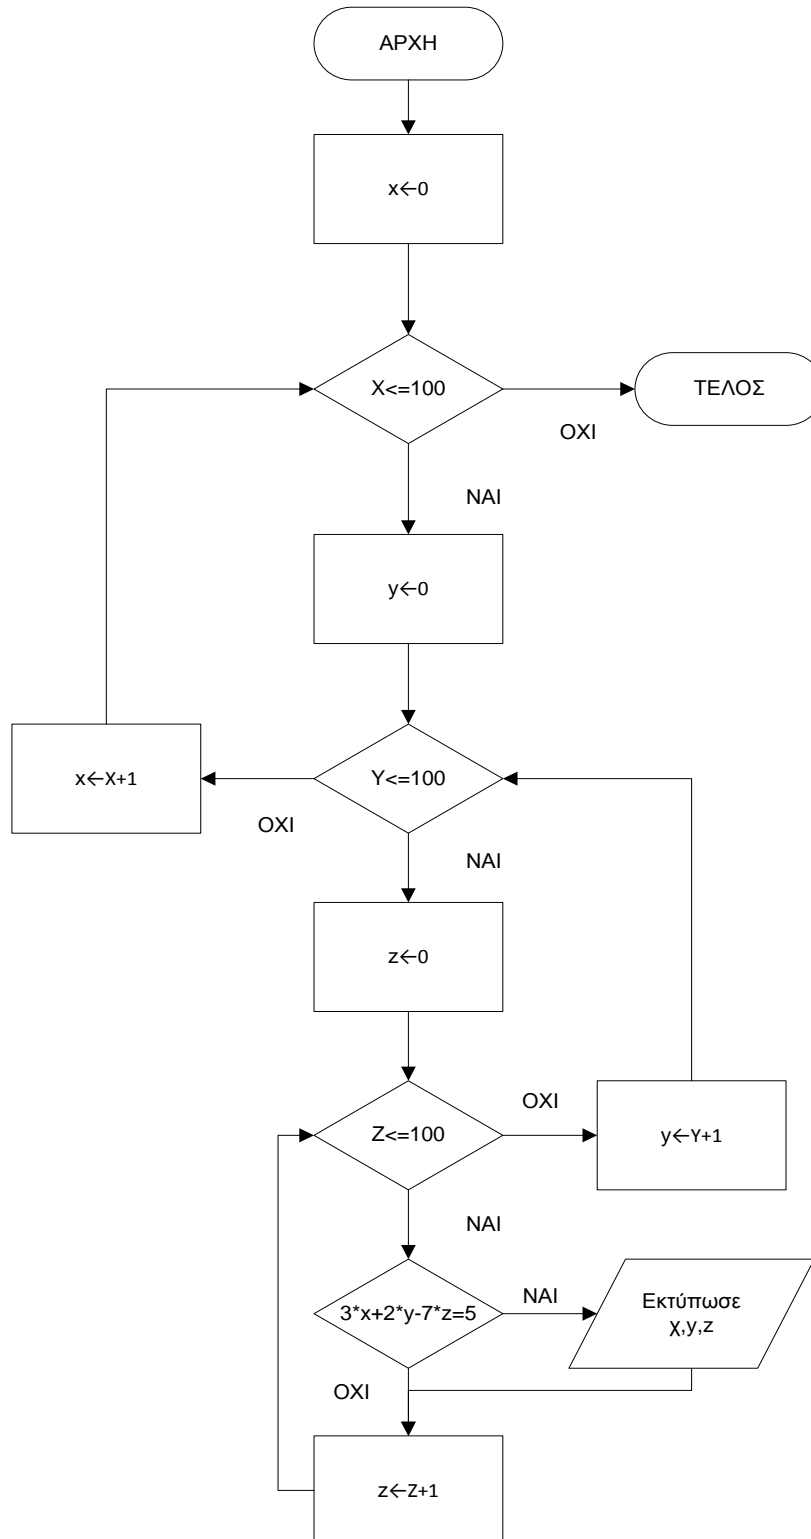 ΑΡΧΗ
x←0
X<=100
ΤΕΛΟΣ
ΟΧΙ
ΝΑΙ
y←0
x←X+1
Y<=100
ΟΧΙ
ΝΑΙ
z←0
Z<=100
ΟΧΙ
y←Y+1
ΝΑΙ
3*x+2*y-7*z=5
ΝΑΙ
Εκτύπωσε
χ,y,z
ΟΧΙ
z←Z+1